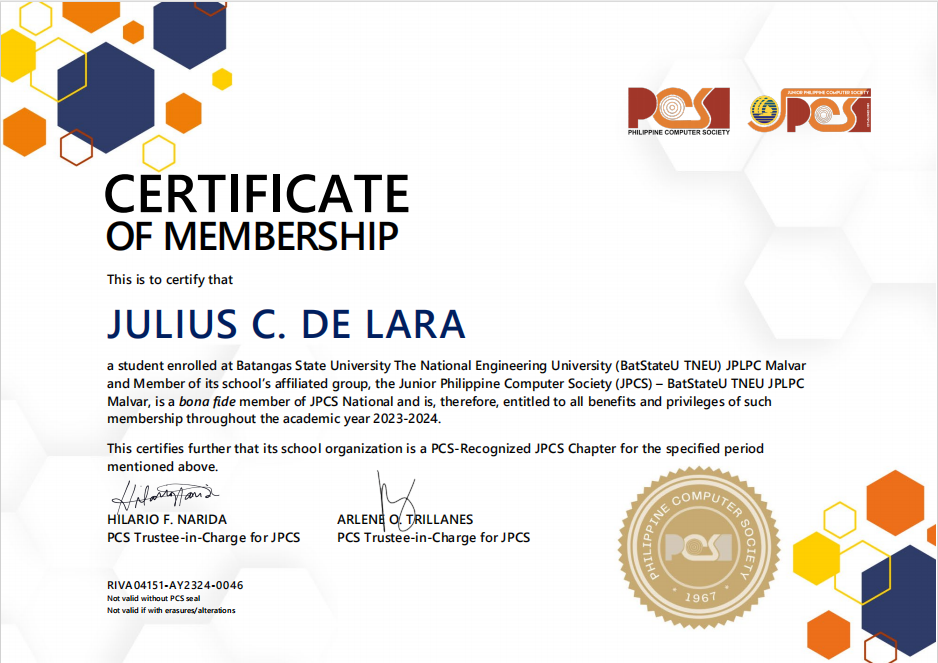 PCS
PHILIPPINE COMPUTER SOCIETY
JUNIOR PHILIPPINE COMPUTER SOCIETY
JPCS
CERTIFICATE
OF MEMBERSHIP
This is to certify that
JULIUS C. DE LARA
a student enrolled at Batangas State University The National Engineering University (BatStateU TNEU) JPLPC Malvar
and Member of its school’s affiliated group, the Junior Philippine Computer Society (JPCS) – BatStateU TNEU JPLPC
Malvar, is a bona fide member of JPCS National and is, therefore, entitled to all benefits and privileges of such
membership throughout the academic year 2023-2024.
This certifies further that its school organization is a PCS-Recognized JPCS Chapter for the specified period
mentioned above.
HILARIO F. NARIDA
PCS Trustee-in-Charge for JPCS
ARLENE O. TRILLANES
PCS Trustee-in-Charge for JPCS
RIVA04151-AY2324-0046
Not valid without PCS seal
Not valid if with erasures/alterations
PHILIPPINE COMPUTER SOCIETY
PCS
1967